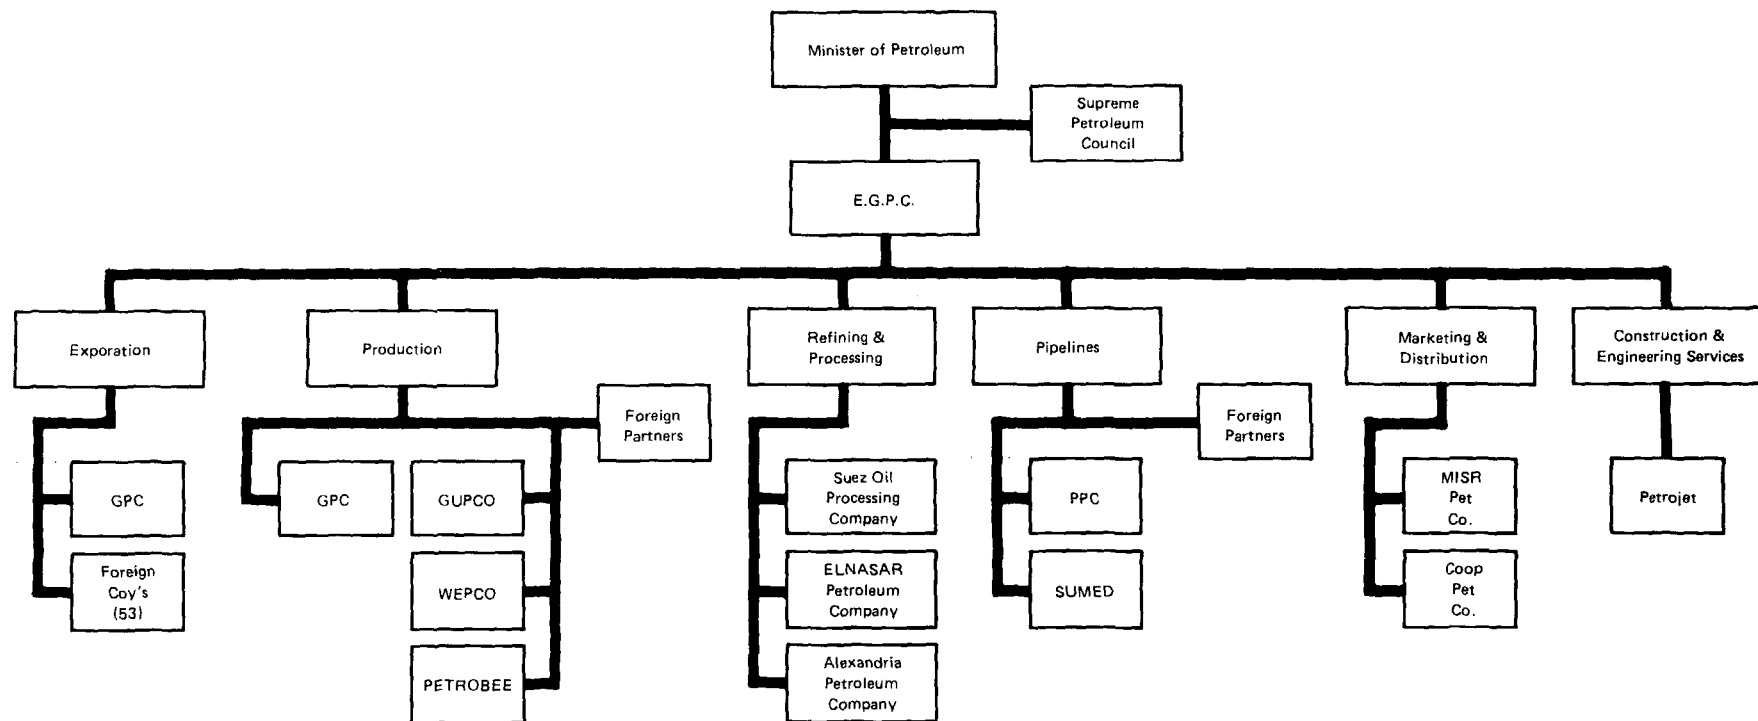 Minister of Petroleum
Supreme
Petroleum
Council
E.G.P.C.
Exporation
Production
Refining &
Processing
Pipelines
Marketing &
Distribution
Construction &
Engineering Services
Foreign
Partners
Foreign
Partners
GPC
GPC
GUPCO
Suez Oil
Processing
Company
PPC
MISR
Pet
Co.
Petrojet
Foreign
Coy's
(53)
WEPCO
ELNASAR
Petroleum
Company
SUMED
Coop
Pet
Co.
PETROBEE
Alexandria
Petroleum
Company